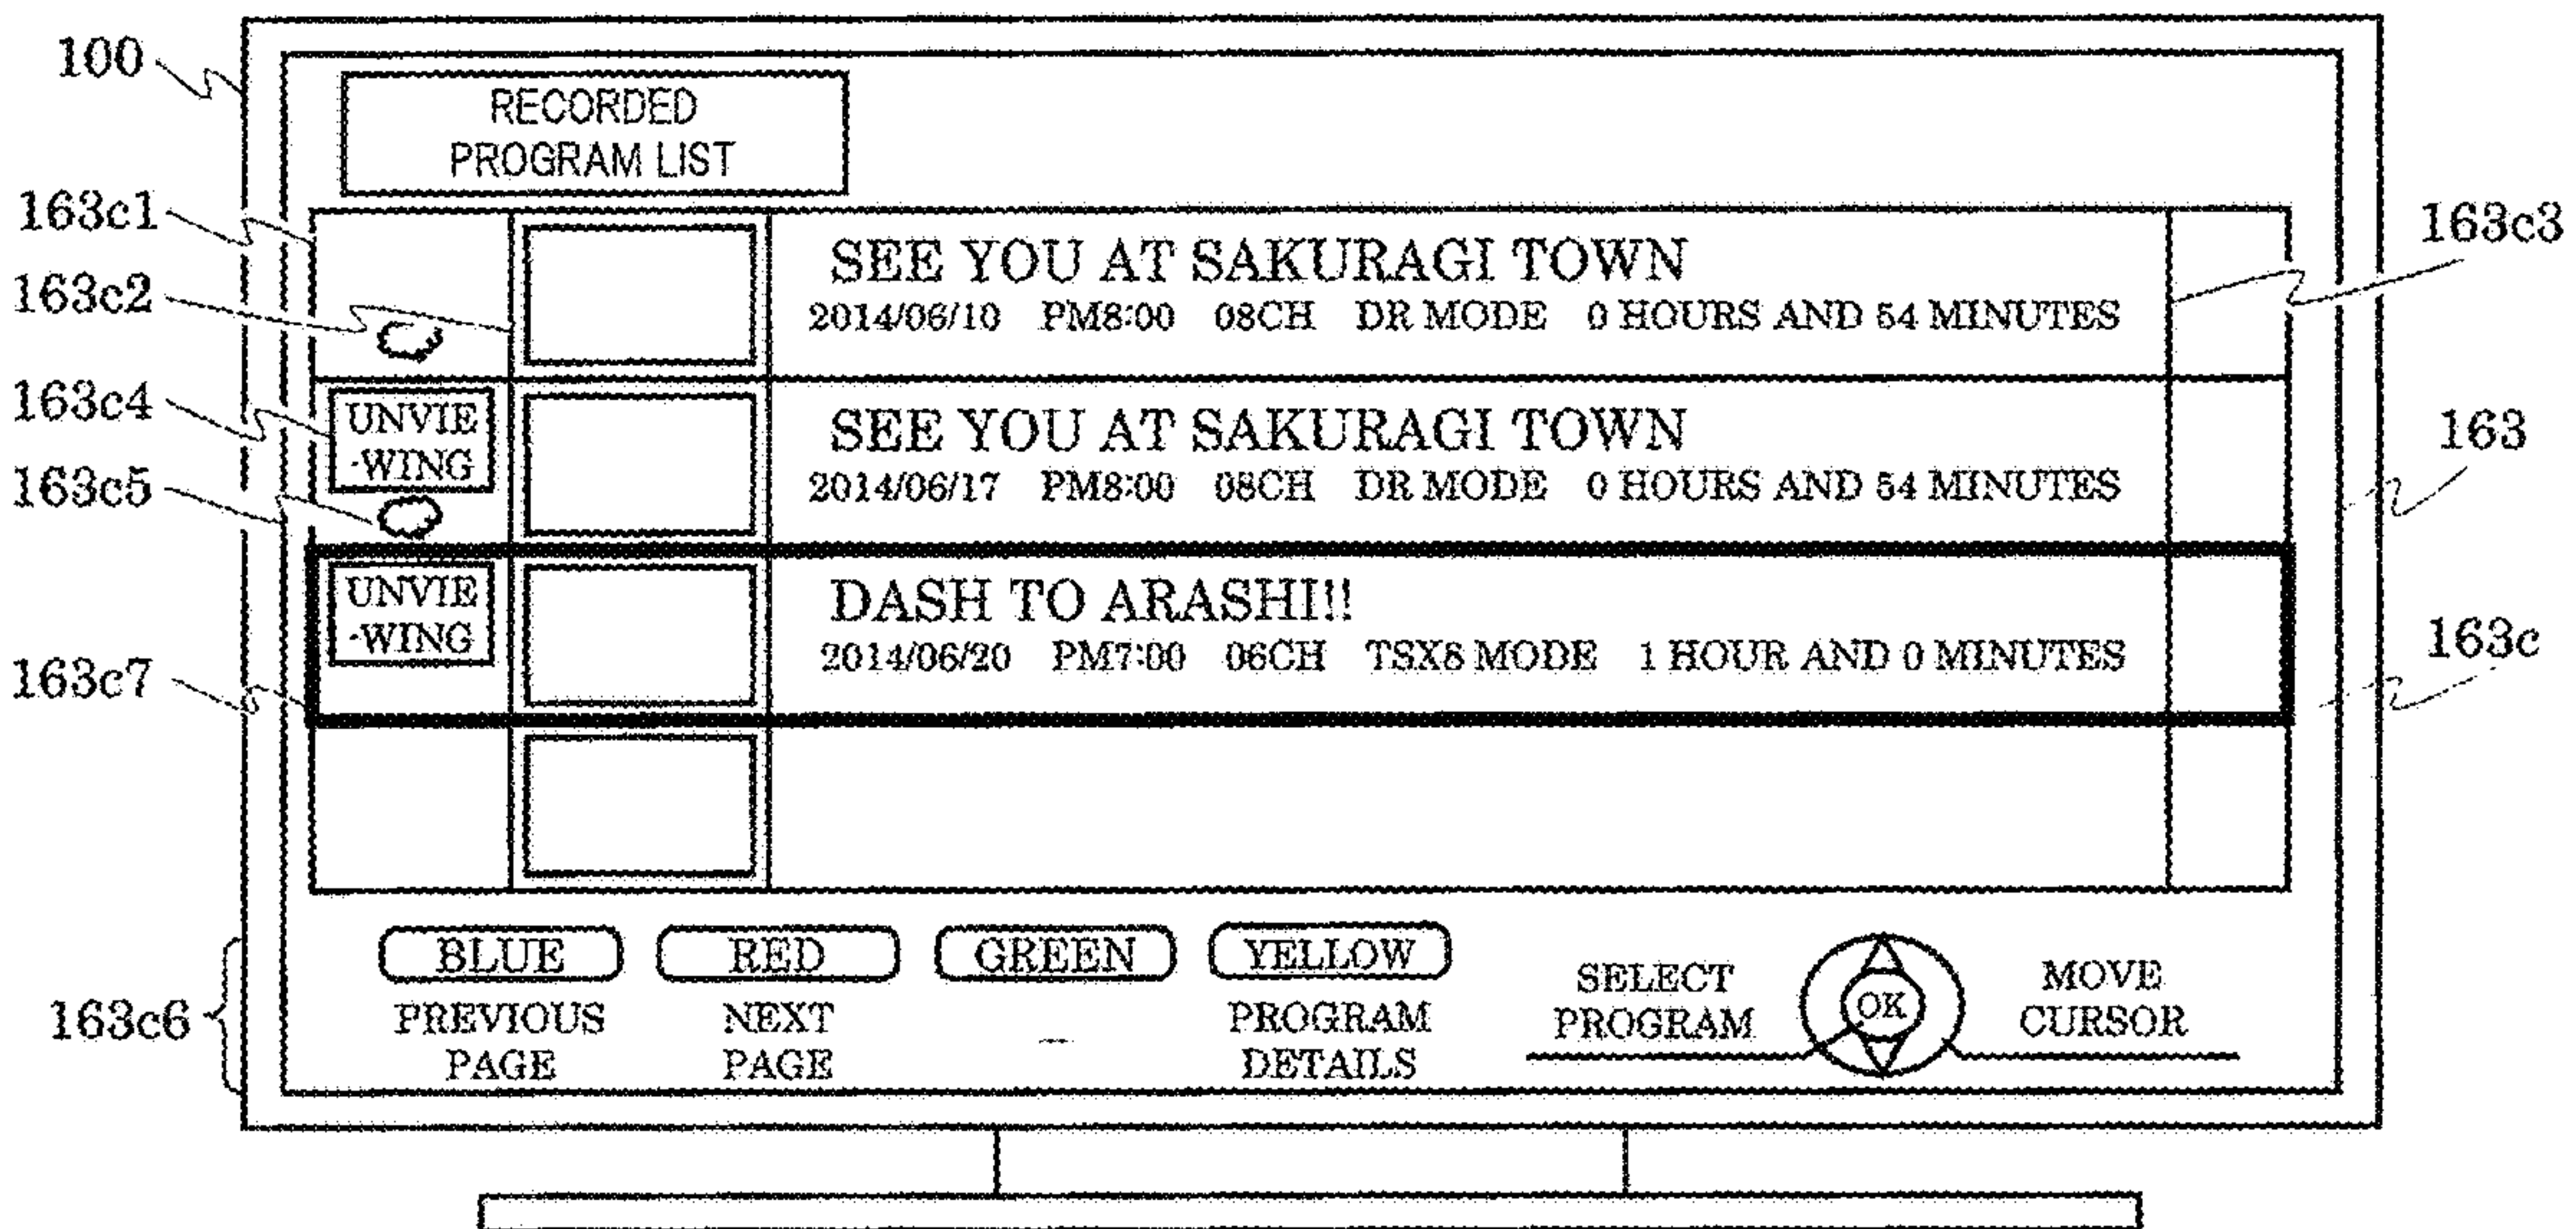 100
RECORDED
PROGRAM LIST
163c1
163c2
163c3
SEE YOU AT SAKURAGI TOWN
2014/06/10 PM8:00 08CH DR MODE 0 HOURS AND 54 MINUTES
163c4
163c5
UNVIE
-WING
SEE YOU AT SAKURAGI TOWN
2014/06/17 PM8:00 08CH DR MODE 0 HOURS AND 54 MINUTES
163
163c7
UNVIE
-WING
DASH TO ARASHI!!
2014/06/20 PM7:00 06CH TSX8 MODE 1 HOUR AND 0 MINUTES
163c
163c6
BLUE
PREVIOUS
PAGE
RED
NEXT
PAGE
GREEN
—
YELLOW
PROGRAM
DETAILS
SELECT
PROGRAM
OK
MOVE
CURSOR